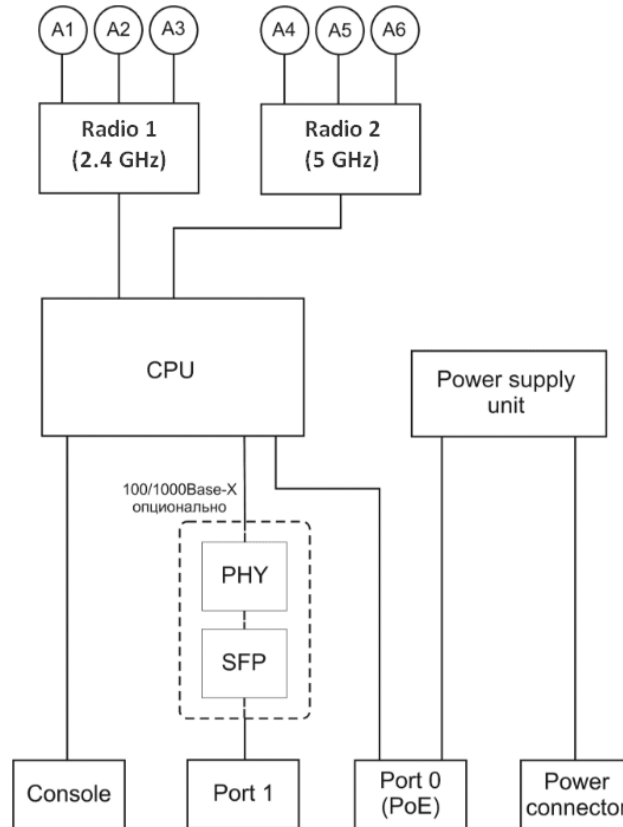 A1 A2 A3 A4 A5 A6
Radio 1
(2.4 GHz)
Radio 2
(5 GHz)
CPU
Power supply
unit
100/1000Base-X
опционально
PHY
SFP
Console
Port 1
Port 0
(PoE)
Power
connector